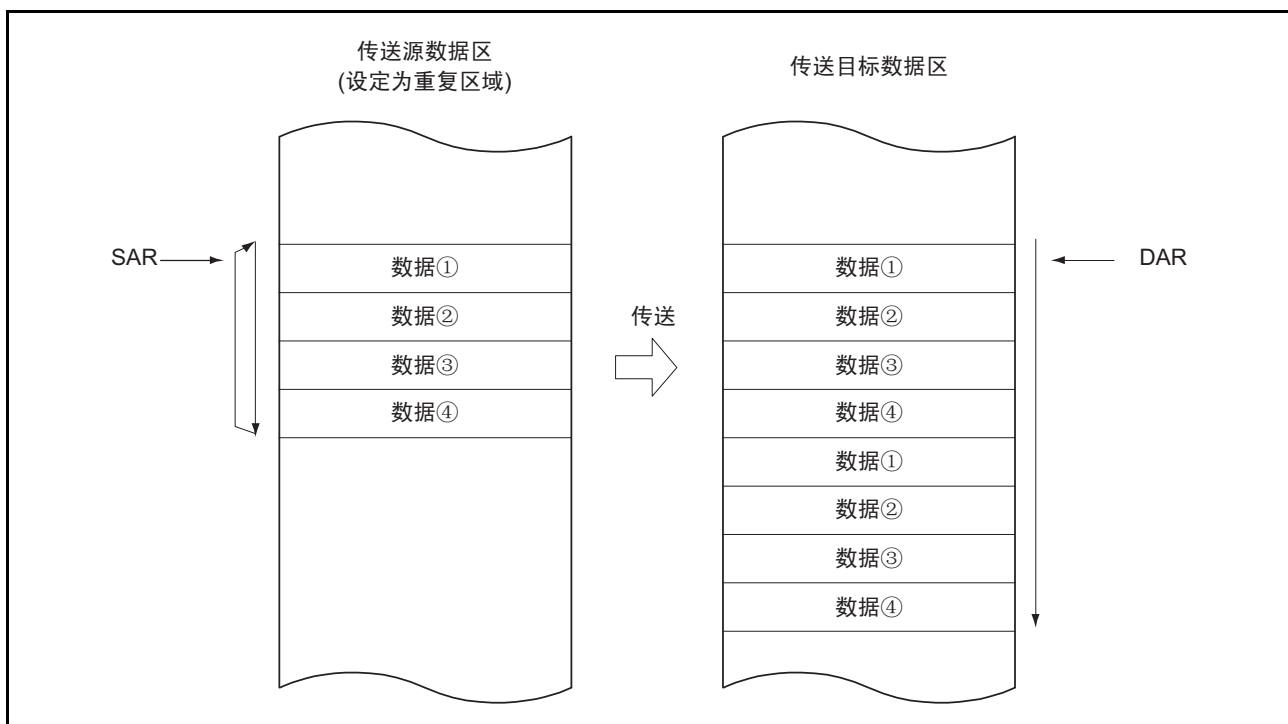 传送源数据区
(设定为重复区域)
传送目标数据区
SAR
数据①
数据②
数据③
数据④
传送
DAR
数据①
数据②
数据③
数据④
数据①
数据②
数据③
数据④